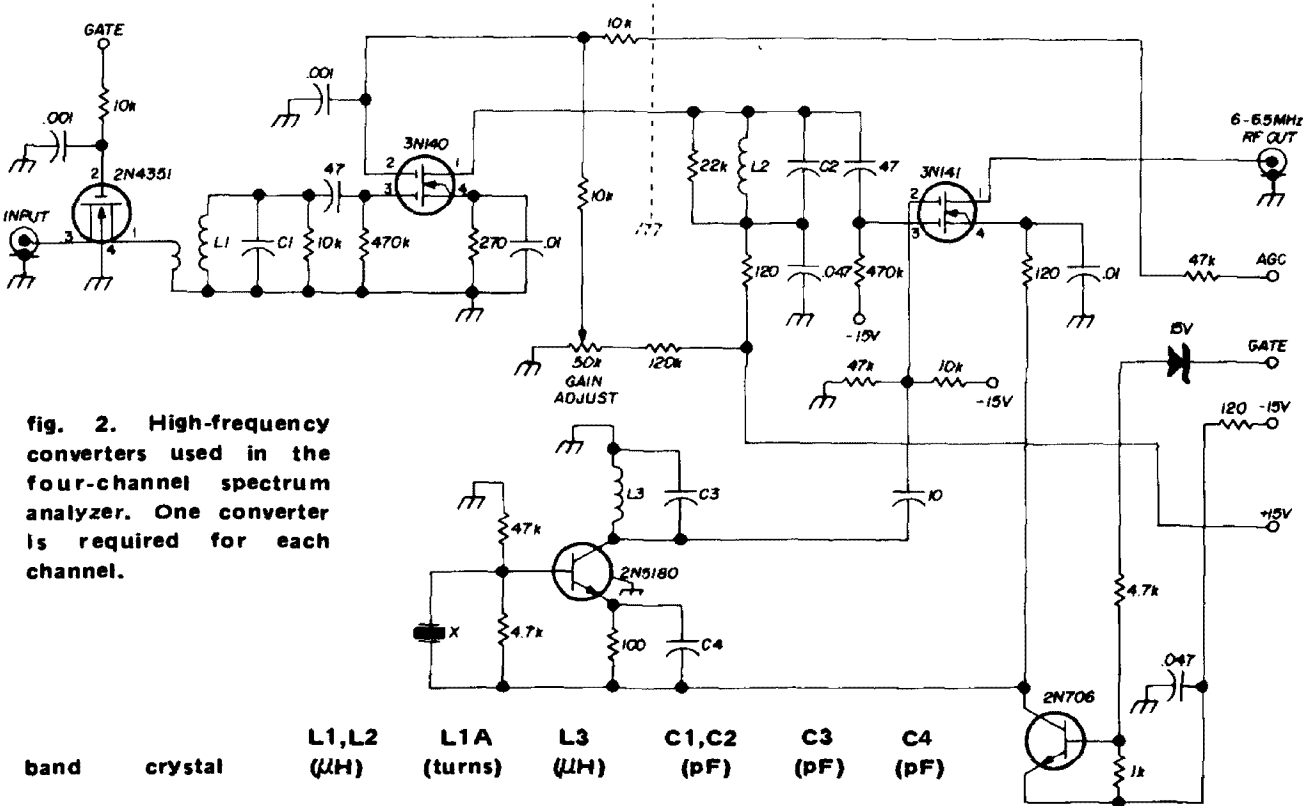 GATE
10k
.001
2N4351
2
INPUT
3
4
1
L1
C1
10k
47
470k
.001
3N140
2
1
3
4
270
.01
10k
10k
50k
GAIN
ADJUST
120k
22k
L2
C2
47
120
.047
470k
-15V
3N141
2
1
3
4
120
.01
6-6.5MHz
RF OUT
47k
AGC
15V
GATE
120
-15V
+15V
47k
10k
-15V
10
L3
C3
47k
2N5180
X
4.7k
100
C4
4.7k
.047
2N706
1k
fig. 2. High-frequency
converters used in the
four-channel spectrum
analyzer. One converter
is required for each
channel.
band crystal L1,L2 (μH) L1A (turns) L3 (μH) C1,C2 (pF) C3 (pF) C4 (pF)